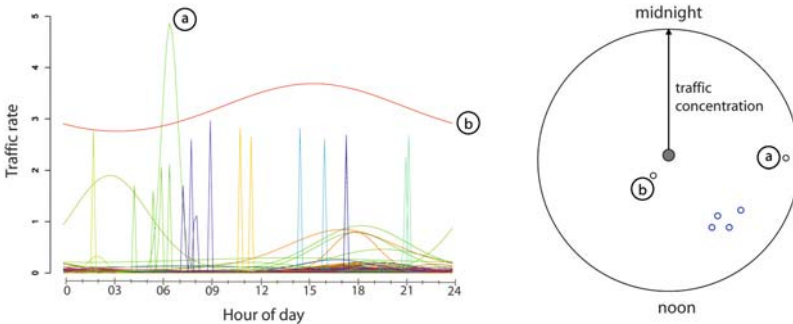 a
5
4
3
2
1
0
Traffic rate
b
0 03 06 09 12 15 18 21 24
Hour of day
midnight
traffic
concentration
a
b
noon